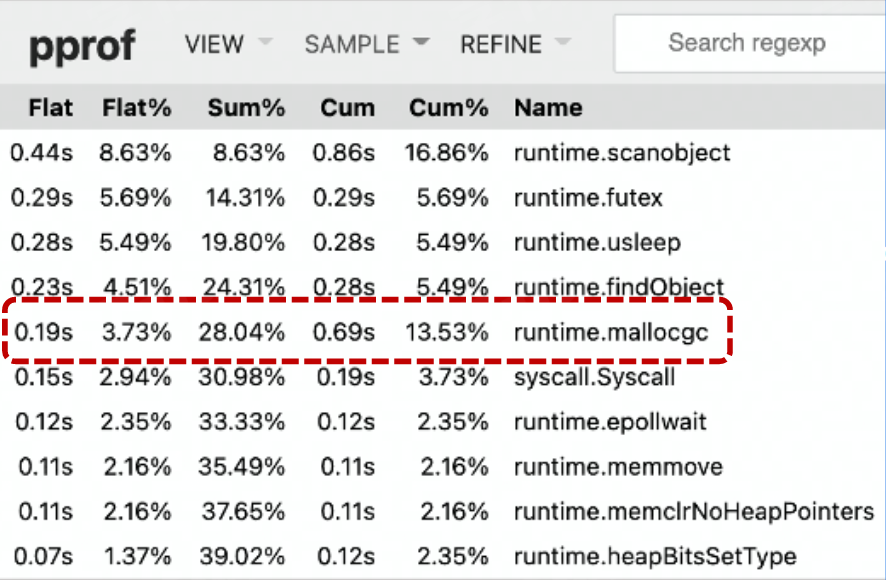 pprof VIEW SAMPLE REFINE Search regexp
Flat Flat% Sum% Cum Cum% Name
0.44s 8.63% 8.63% 0.86s 16.86% runtime.scanobject
0.29s 5.69% 14.31% 0.29s 5.69% runtime.futex
0.28s 5.49% 19.80% 0.28s 5.49% runtime.usleep
0.23s 4.51% 24.31% 0.28s 5.49% runtime.findObject
0.19s 3.73% 28.04% 0.69s 13.53% runtime.mallocgc
0.15s 2.94% 30.98% 0.19s 3.73% syscall.Syscall
0.12s 2.35% 33.33% 0.12s 2.35% runtime.epollwait
0.11s 2.16% 35.49% 0.11s 2.16% runtime.memmove
0.11s 2.16% 37.65% 0.11s 2.16% runtime.memclrNoHeapPointers
0.07s 1.37% 39.02% 0.12s 2.35% runtime.heapBitsSetType